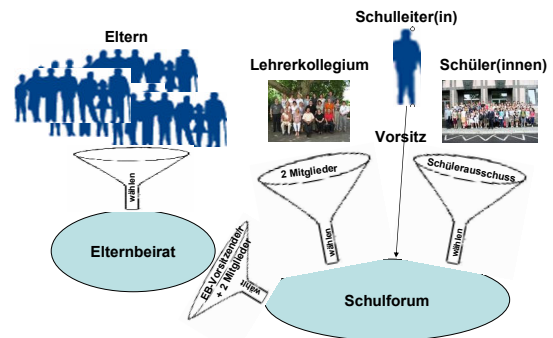 Schulleiter(in)
Eltern
Lehrerkollegium
Schüler(innen)
Vorsitz
2 Mitglieder
Schülerausschuss
wählen
wählen
wählen
Elternbeirat
EB-Vorsitzende/r
+ 2 Mitglieder
wählt
Schulforum